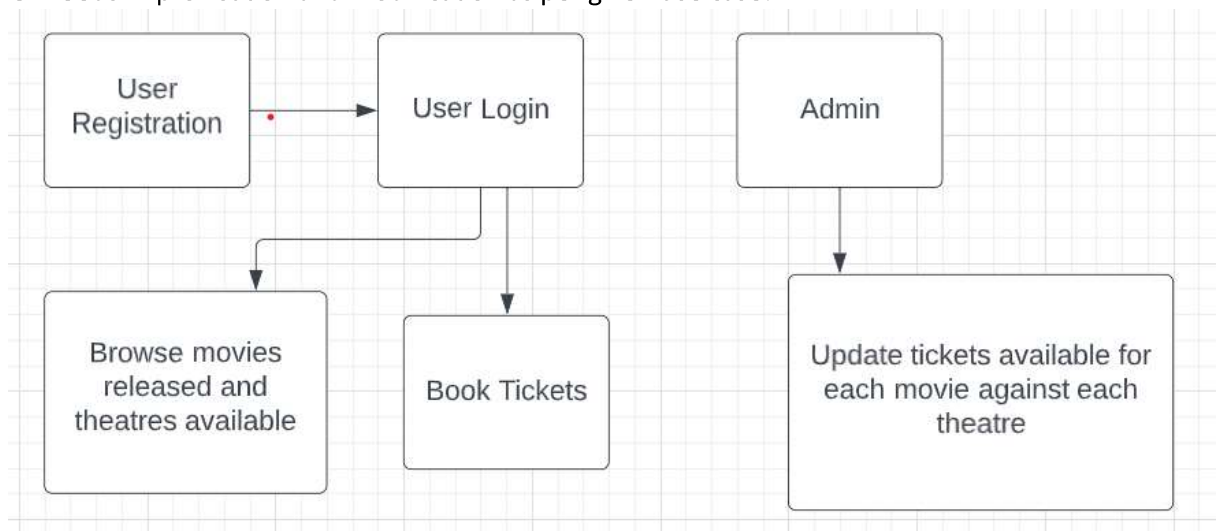 User
Registration
User Login
Admin
Browse movies
released and
theatres available
Book Tickets
Update tickets available for
each movie against each
theatre